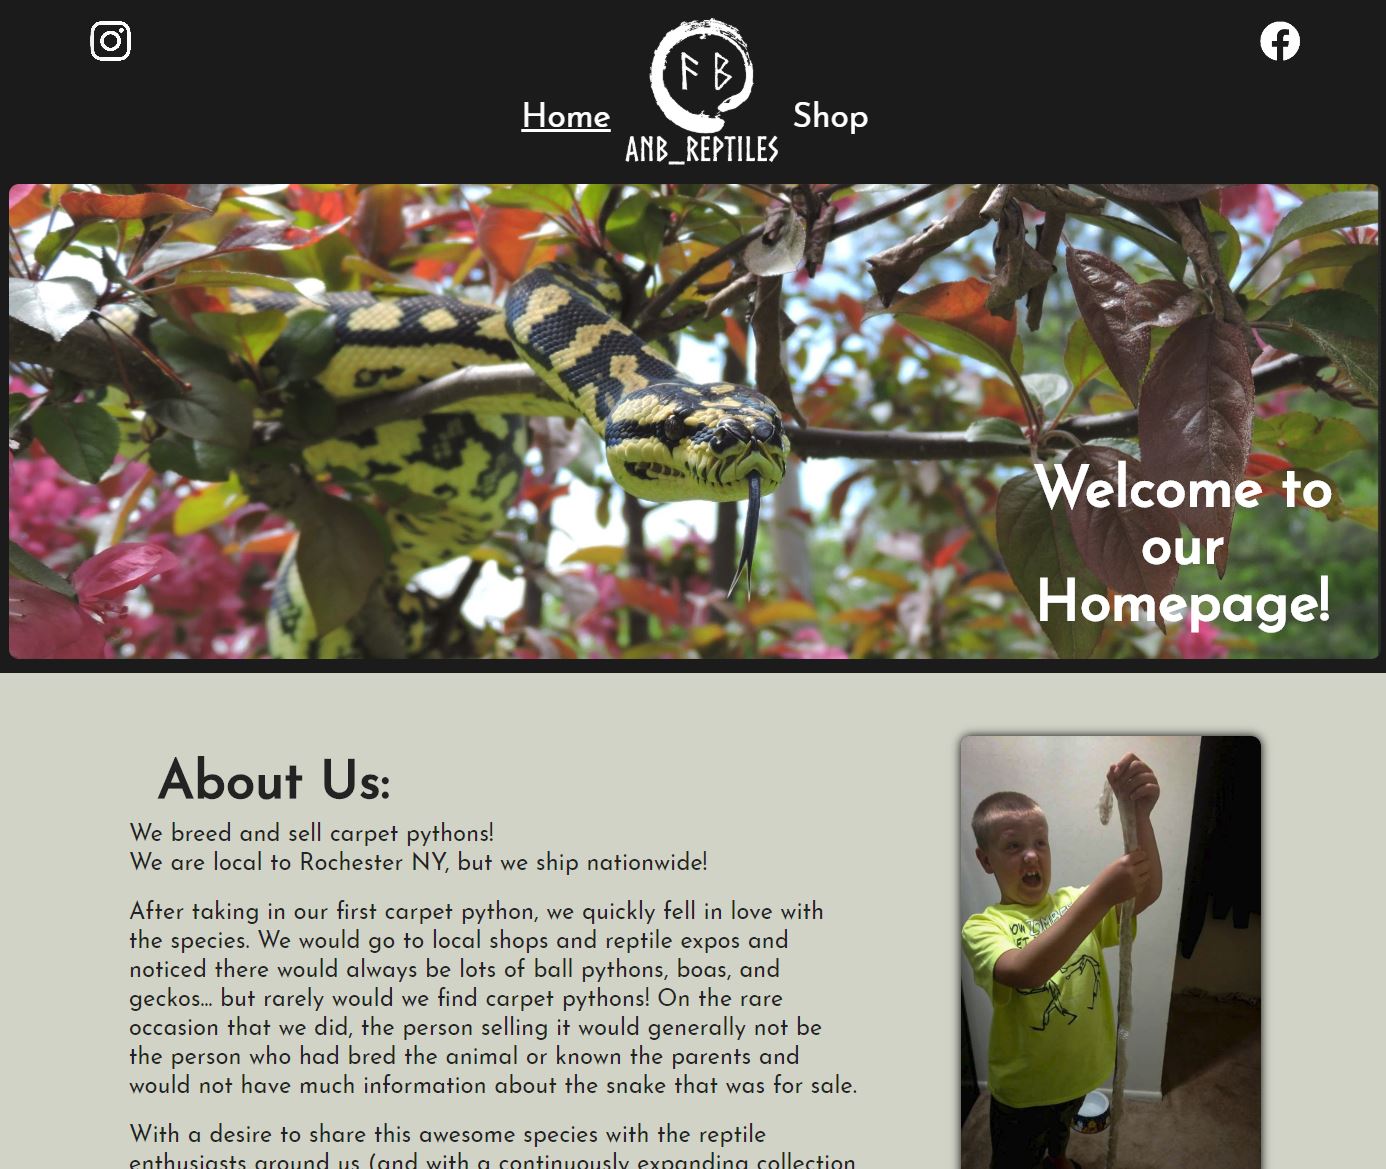 Home
AB
ANB_REPTILES
Shop
Welcome to
our
Homepage!
About Us:
We breed and sell carpet pythons!
We are local to Rochester NY, but we ship nationwide!
After taking in our first carpet python, we quickly fell in love with
the species. We would go to local shops and reptile expos and
noticed there would always be lots of ball pythons, boas, and
geckos... but rarely would we find carpet pythons! On the rare
occasion that we did, the person selling it would generally not be
the person who had bred the animal or known the parents and
would not have much information about the snake that was for sale.
With a desire to share this awesome species with the reptile
enthusiasts around us (and with a continuously expanding collection